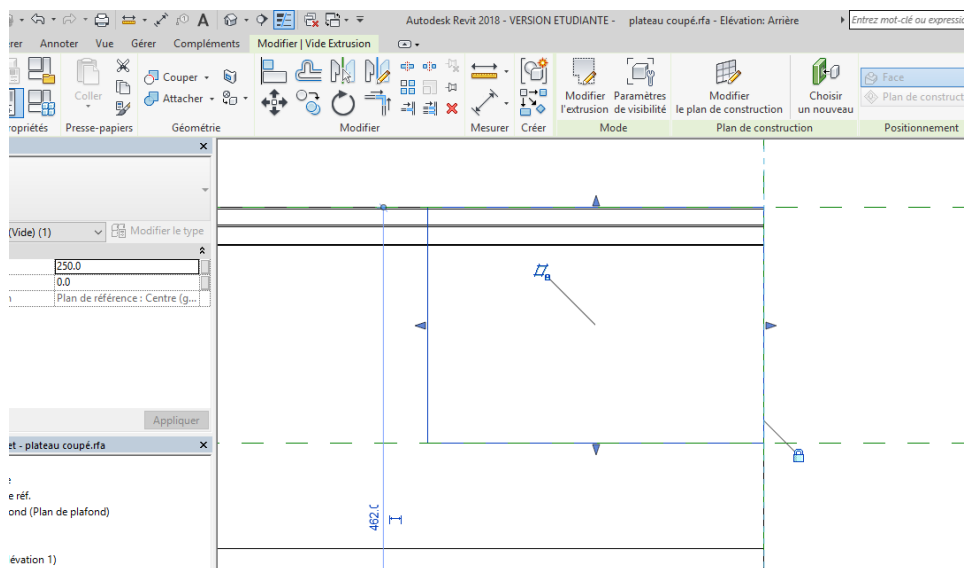 Autodesk Revit 2018 - VERSION ETUDIANTE - plateau coupé.rfa - Elévation: Arrière
Entrez mot-clé ou expressio
érer Annoter Vue Gérer Compléments Modifier | Vide Extrusion
Coller
Couper
Attacher
Modifier l'extrusion
Paramètres de visibilité
Modifier le plan de construction
Choisir un nouveau
Face
Plan de construct
ropriétés Presse-papiers Géométrie Modifier Mesurer Créer Mode Plan de construction Positionnement
(Vide) (1)
Modifier le type
250.0
0.0
n Plan de référence : Centre (g...
Appliquer
et - plateau coupé.rfa
e réf.
ond (Plan de plafond)
évation 1)
462.0